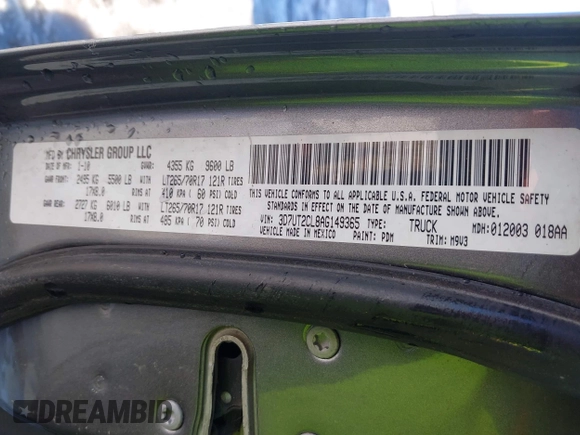 MFD BY CHRYSLER GROUP LLC
DATE OF MFR: 1-10 GVWR: 4355 KG 9600 LB
GAWR FRONT: 2495 KG 5500 LB LT265/70R17 121R TIRES
17X8.0 RIMS AT 410 KPA ( 60 PSI) COLD
GAWR REAR: 2727 KG 6010 LB LT265/70R17 121R TIRES
17X8.0 RIMS AT 485 KPA ( 70 PSI) COLD
THIS VEHICLE CONFORMS TO ALL APPLICABLE U.S.A. FEDERAL MOTOR VEHICLE SAFETY
STANDARDS IN EFFECT ON THE DATE OF MANUFACTURE SHOWN ABOVE.
VIN: 3D7UT2CL8AG149365 TYPE: TRUCK MDH: 012003 018AA
VEHICLE MADE IN MEXICO PAINT: PDM TRIM: M9V3
DREAMBID